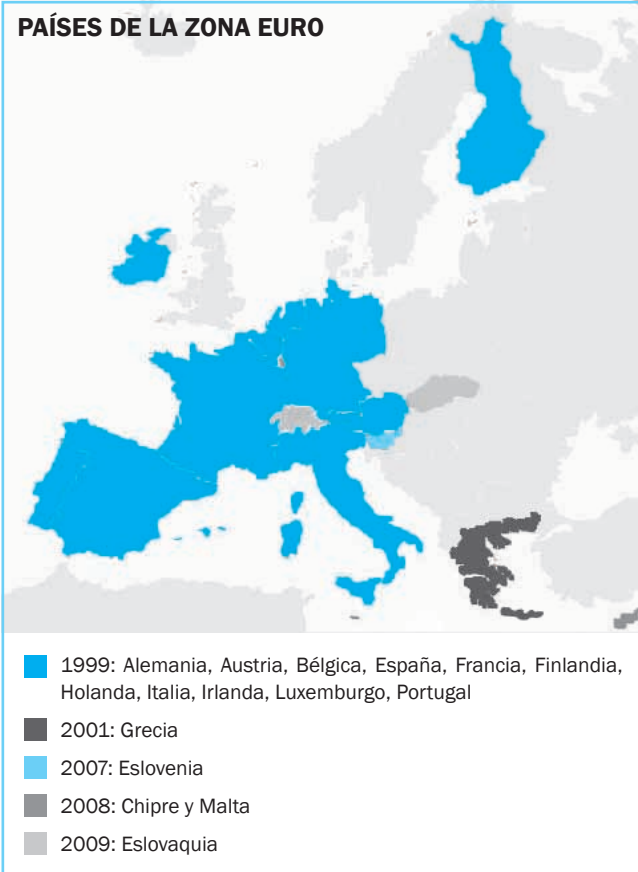 PAÍSES DE LA ZONA EURO
1999: Alemania, Austria, Bélgica, España, Francia, Finlandia,
Holanda, Italia, Irlanda, Luxemburgo, Portugal
2001: Grecia
2007: Eslovenia
2008: Chipre y Malta
2009: Eslovaquia